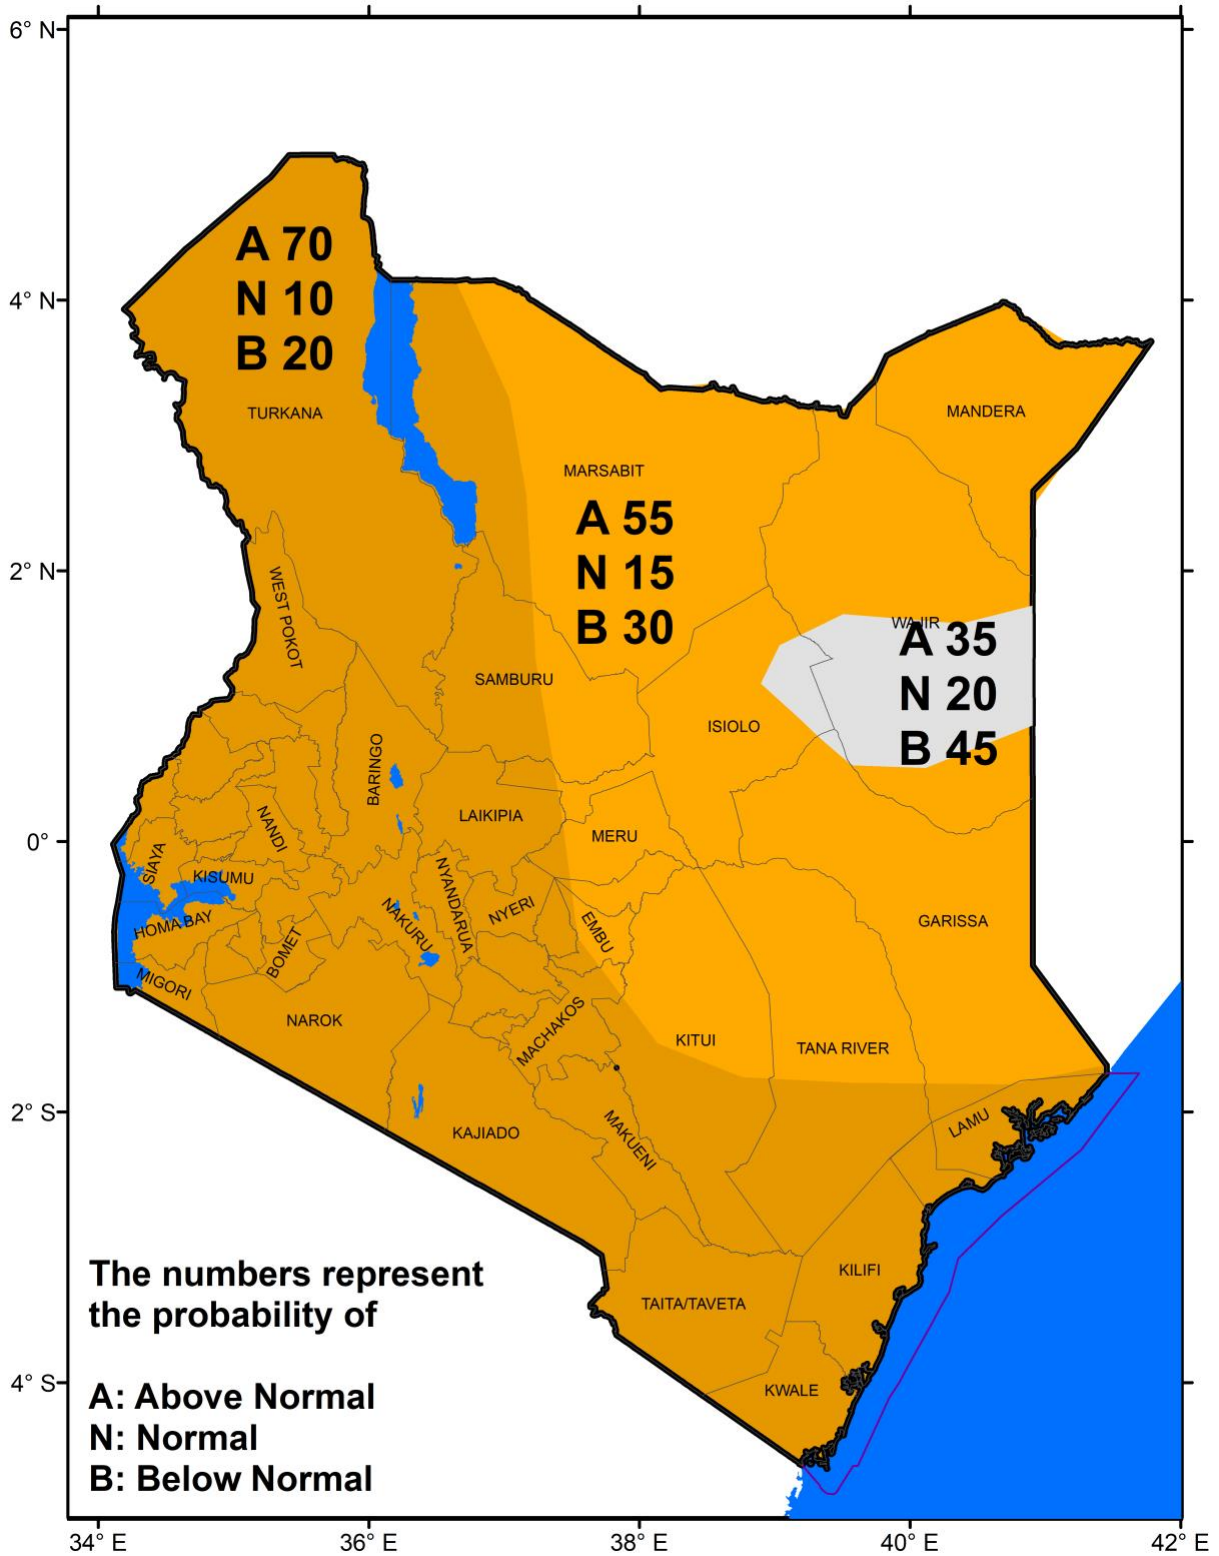 6° N
A 70
N 10
B 20
4° N
TURKANA
MANDERA
MARSABIT
A 55
N 15
B 30
2° N
WEST POKOT
WAJIR
A 35
N 20
B 45
SAMBURU
ISIOLO
BARINGO
LAIKIPIA
NANDI
MERU
0°
SIAYA
KISUMU
NYANDARUA
NYERI
HOMA BAY
NAKURU
EMBU
GARISSA
BOMET
MIGORI
NAROK
MACHAKOS
KITUI
TANA RIVER
2° S
KAJIADO
MAKUENI
LAMU
KILIFI
TAITA/TAVETA
KWALE
The numbers represent
the probability of
4° S
A: Above Normal
N: Normal
B: Below Normal
34° E
36° E
38° E
40° E
42° E